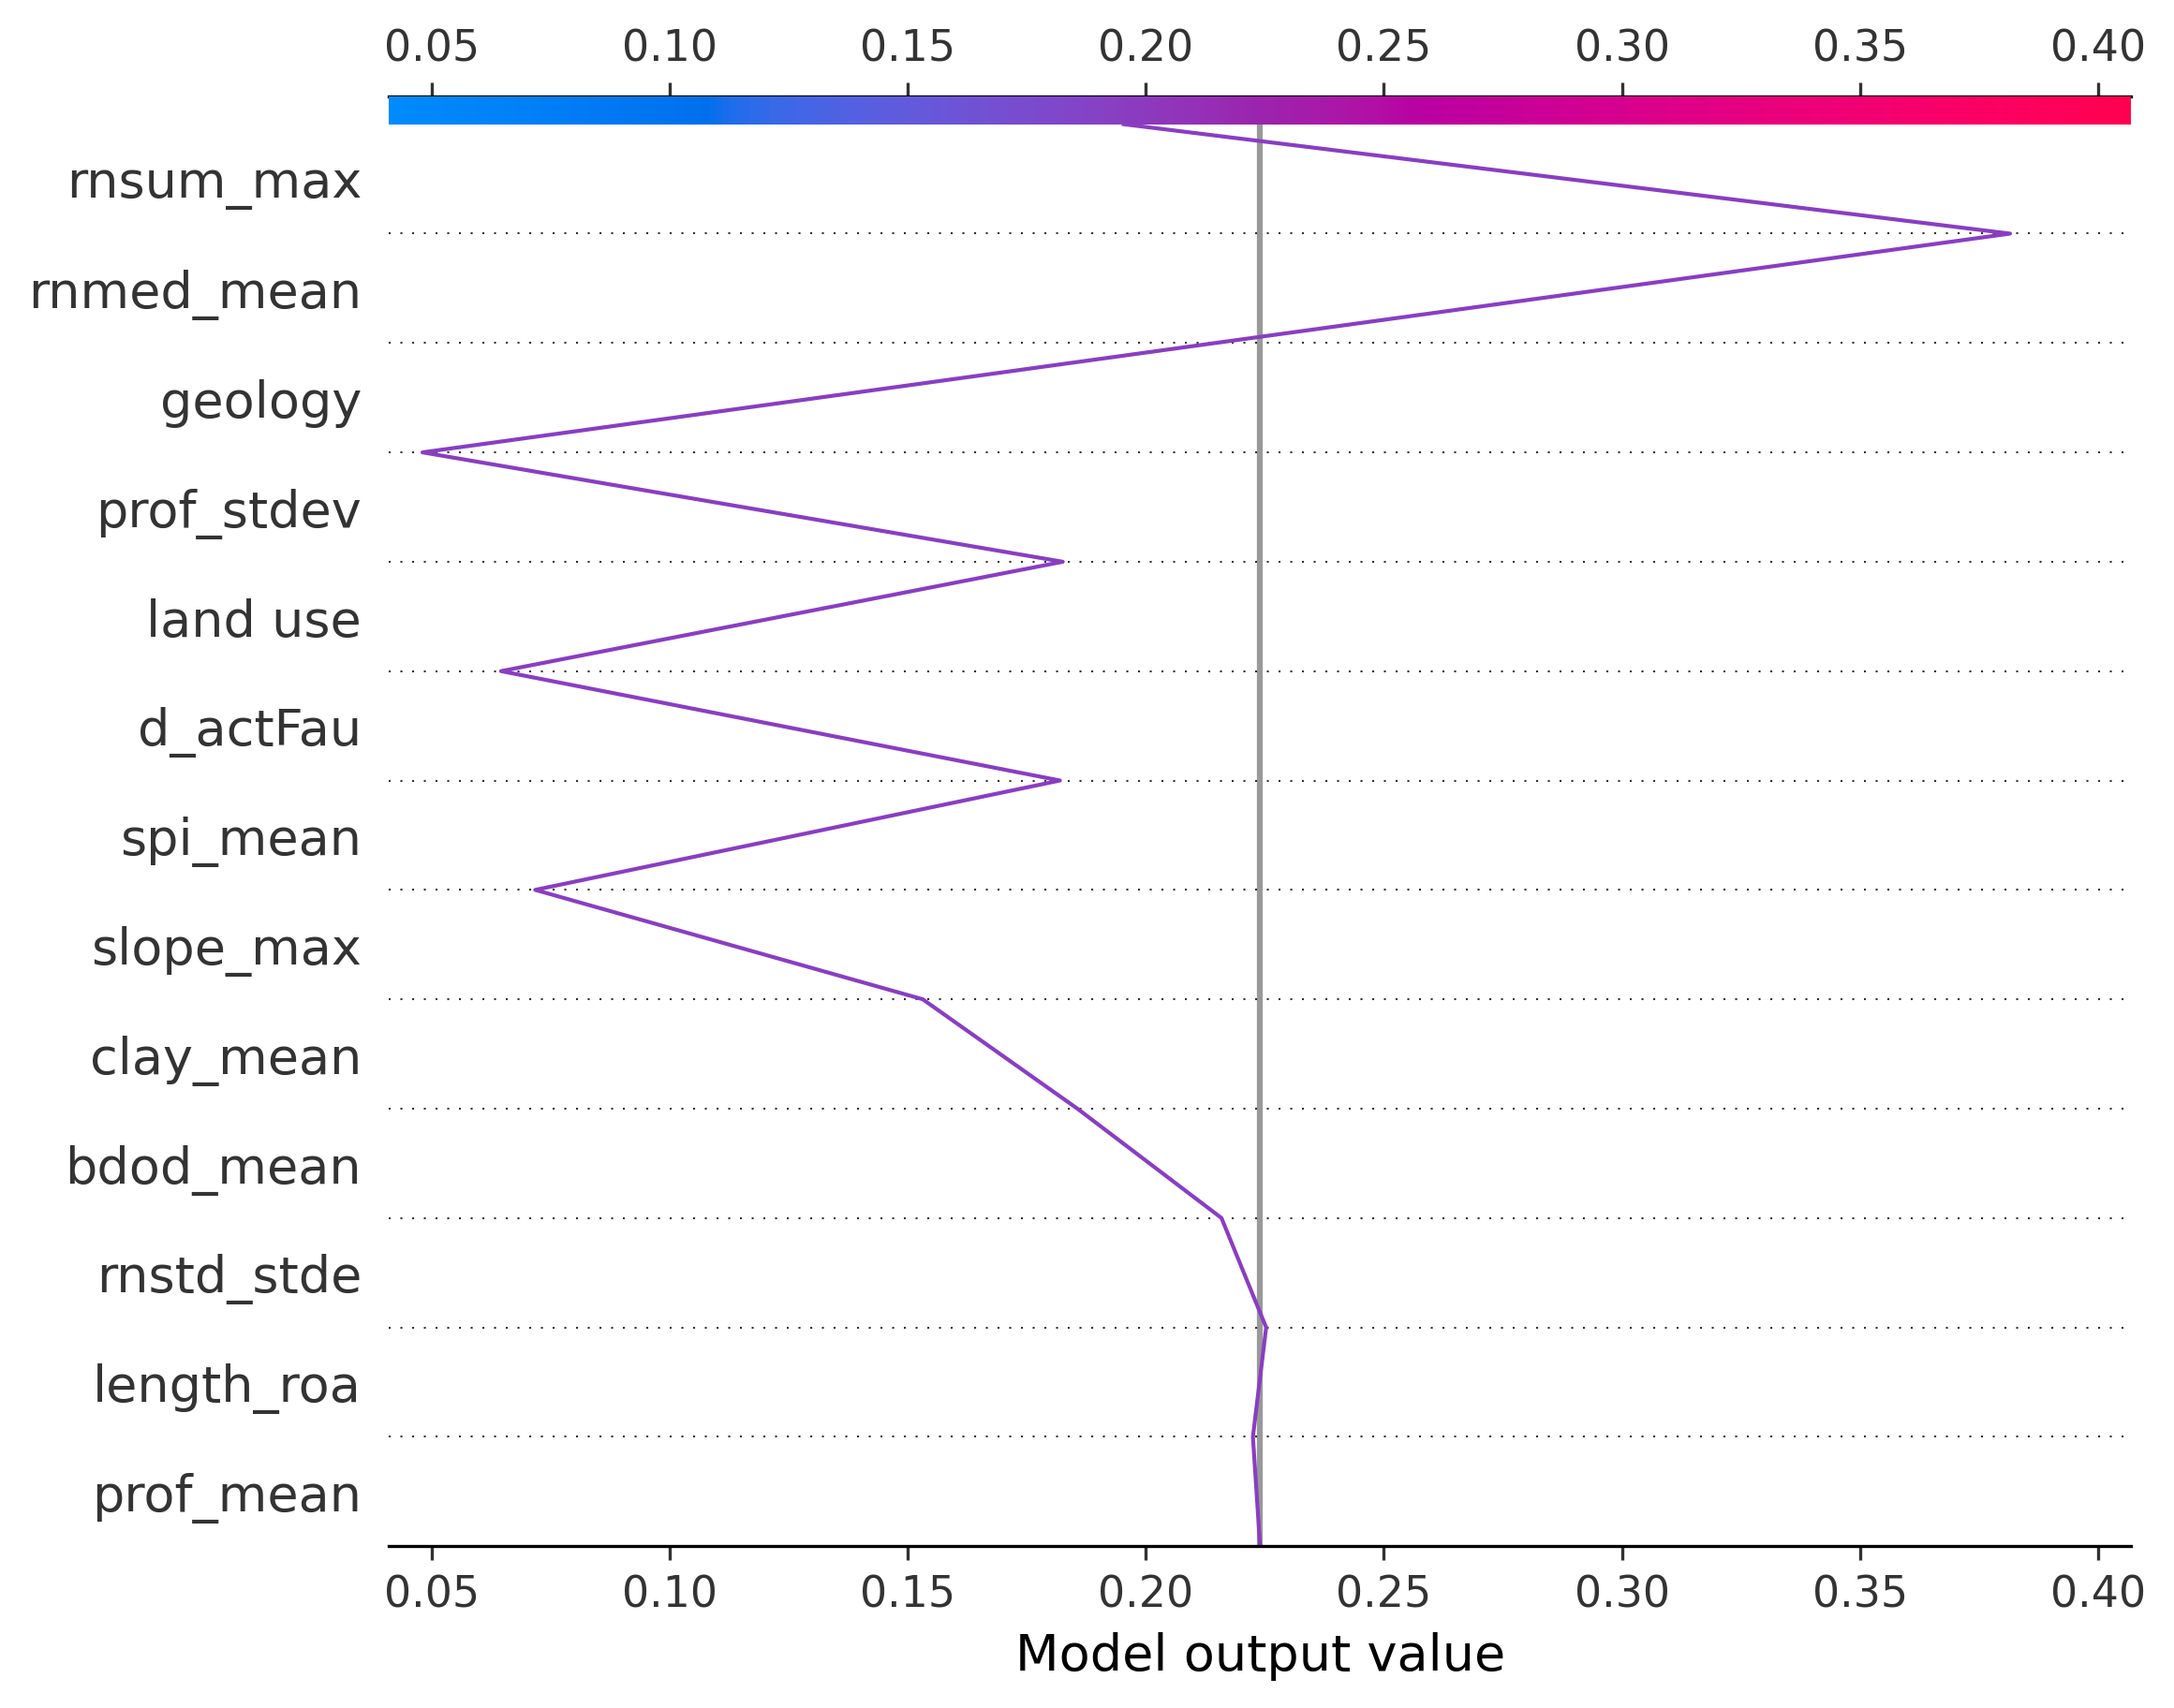 0.05 0.10 0.15 0.20 0.25 0.30 0.35 0.40
rnsum_max
rnmed_mean
geology
prof_stdev
land use
d_actFau
spi_mean
slope_max
clay_mean
bdod_mean
rnstd_stde
length_roa
prof_mean
0.05 0.10 0.15 0.20 0.25 0.30 0.35 0.40
Model output value